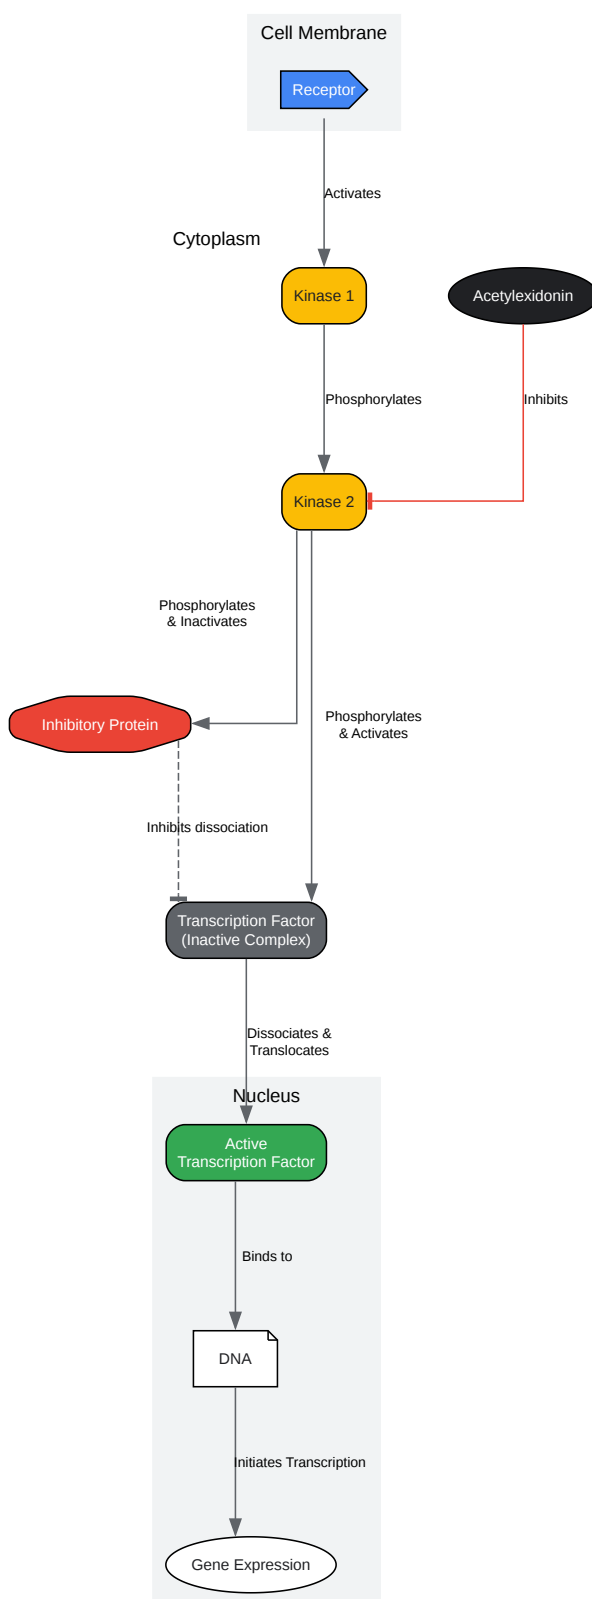 Cell Membrane
Receptor
Activates
Cytoplasm
Kinase 1
Acetylexidonin
Phosphorylates
Inhibits
Kinase 2
Phosphorylates
& Inactivates
Inhibitory Protein
Phosphorylates
& Activates
Inhibits dissociation
Transcription Factor
(Inactive Complex)
Dissociates &
Translocates
Nucleus
Active
Transcription Factor
Binds to
DNA
Initiates Transcription
Gene Expression